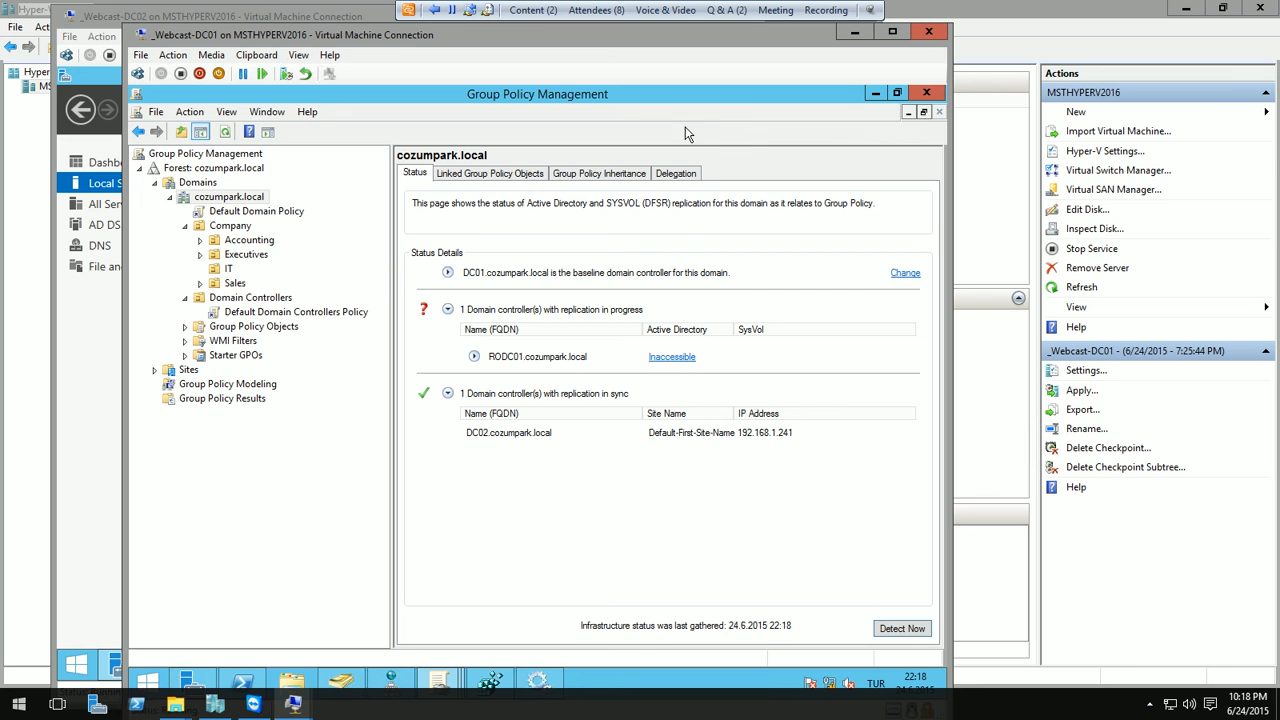 Hyper-V
_Webcast-DC02 on MSTHYPERV2016 - Virtual Machine Connection
Content (2) Attendees (8) Voice & Video Q & A (2) Meeting Recording
File
File Action
_Webcast-DC01 on MSTHYPERV2016 - Virtual Machine Connection
File Action Media Clipboard View Help
Group Policy Management
File Action View Window Help
Hyper
MS
Dashb
Local S
All Se
AD DS
DNS
File an
Group Policy Management
Forest: cozumpark.local
Domains
cozumpark.local
Default Domain Policy
Company
Accounting
Executives
IT
Sales
Domain Controllers
Default Domain Controllers Policy
Group Policy Objects
WMI Filters
Starter GPOs
Sites
Group Policy Modeling
Group Policy Results
cozumpark.local
Status Linked Group Policy Objects Group Policy Inheritance Delegation
This page shows the status of Active Directory and SYSVOL (DFSR) replication for this domain as it relates to Group Policy.
Status Details
DC01.cozumpark.local is the baseline domain controller for this domain. Change
1 Domain controller(s) with replication in progress
Name (FQDN) Active Directory SysVol
RODC01.cozumpark.local Inaccessible
1 Domain controller(s) with replication in sync
Name (FQDN) Site Name IP Address
DC02.cozumpark.local Default-First-Site-Name 192.168.1.241
Infrastructure status was last gathered: 24.6.2015 22:18
Detect Now
Actions
MSTHYPERV2016
New
Import Virtual Machine...
Hyper-V Settings...
Virtual Switch Manager...
Virtual SAN Manager...
Edit Disk...
Inspect Disk...
Stop Service
Remove Server
Refresh
View
Help
_Webcast-DC01 - (6/24/2015 - 7:25:44 PM)
Settings...
Apply...
Export...
Rename...
Delete Checkpoint...
Delete Checkpoint Subtree...
Help
TUR
22:18
10:18 PM
6/24/2015